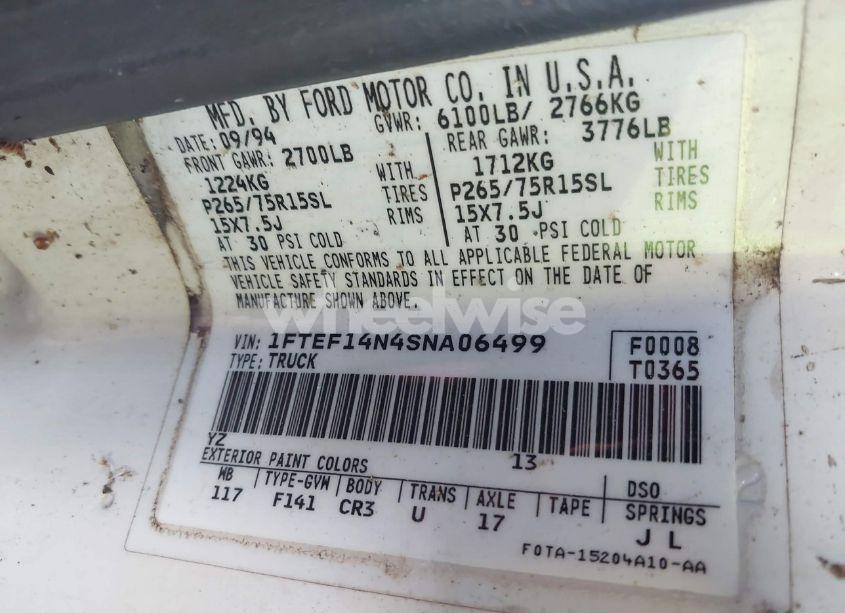 MFD. BY FORD MOTOR CO. IN U.S.A.
DATE: 09/94 GVWR: 6100LB/ 2766KG
FRONT GAWR: 2700LB REAR GAWR: 3776LB
1224KG WITH 1712KG WITH
P265/75R15SL TIRES P265/75R15SL TIRES
15X7.5J RIMS 15X7.5J RIMS
AT 30 PSI COLD AT 30 PSI COLD
THIS VEHICLE CONFORMS TO ALL APPLICABLE FEDERAL MOTOR
VEHICLE SAFETY STANDARDS IN EFFECT ON THE DATE OF
MANUFACTURE SHOWN ABOVE.
wheelwise
VIN: 1FTEF14N4SNA06499 F0008
TYPE: TRUCK T0365
YZ 13
EXTERIOR PAINT COLORS DSO
WB TYPE-GVM BODY TRANS AXLE TAPE SPRINGS
117 F141 CR3 U 17 J L
F0TA-15204A10-AA